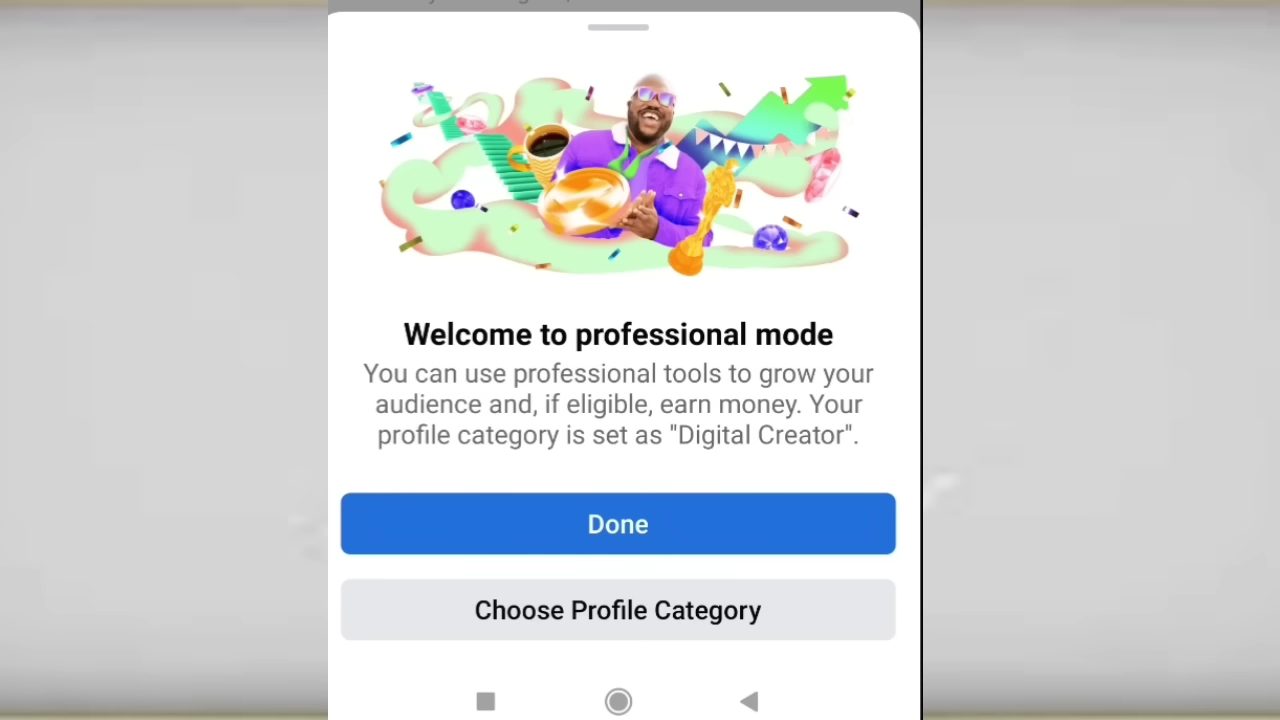 Welcome to professional mode
You can use professional tools to grow your
audience and, if eligible, earn money. Your
profile category is set as "Digital Creator".
Done
Choose Profile Category